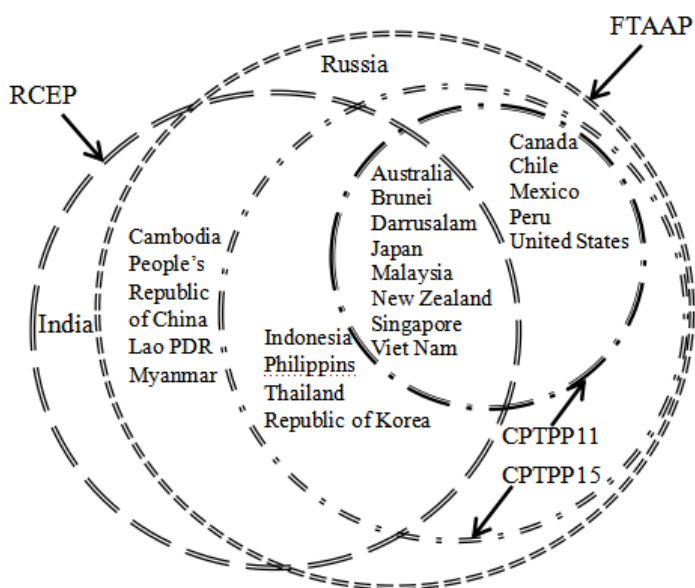 FTAAP
Russia
RCEP
Canada
Chile
Mexico
Peru
United States
Australia
Brunei
Darrusalam
Japan
Malaysia
New Zealand
Singapore
Viet Nam
Cambodia
People's
Republic
of China
Lao PDR
Myanmar
India
Indonesia
Philippins
Thailand
Republic of Korea
CPTPP11
CPTPP15